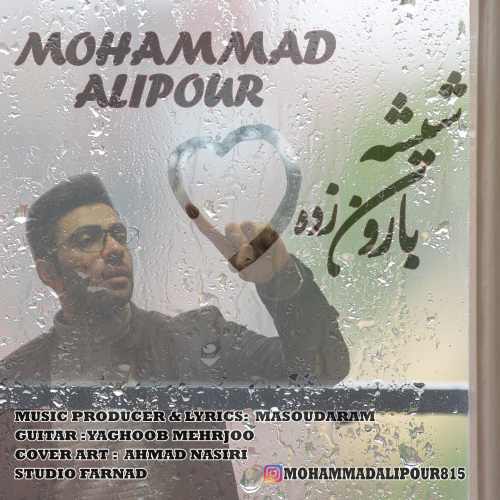 MOHAMMAD
ALIPOUR
شیشه
بارون زده
MUSIC PRODUCER & LYRICS: MASOUDARAM
GUITAR :YAGHOOB MEHRJOO
COVER ART : AHMAD NASIRI
STUDIO FARNAD
MOHAMMADALIPOUR815